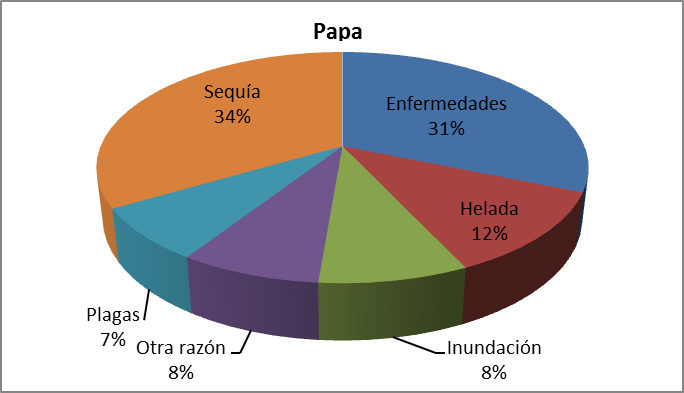 Papa
Sequía
34%
Enfermedades
31%
Helada
12%
Plagas
7%
Otra razón
8%
Inundación
8%